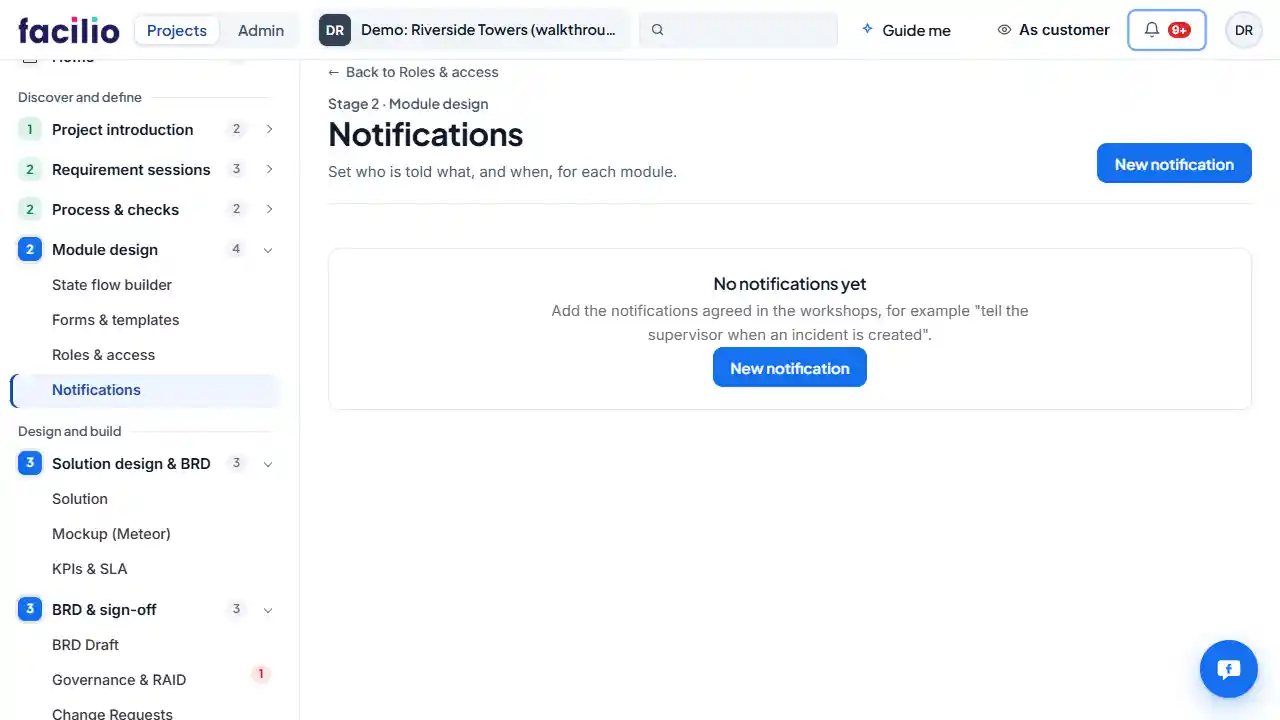 facilio
Projects
Admin
DR
Demo: Riverside Towers (walkthrou...
Guide me
As customer
9+
DR
Home
Discover and define
1 Project introduction 2
2 Requirement sessions 3
2 Process & checks 2
2 Module design 4
State flow builder
Forms & templates
Roles & access
Notifications
Design and build
3 Solution design & BRD 3
Solution
Mockup (Meteor)
KPIs & SLA
3 BRD & sign-off 3
BRD Draft
Governance & RAID 1
Change Requests
← Back to Roles & access
Stage 2 · Module design
Notifications
Set who is told what, and when, for each module.
New notification
No notifications yet
Add the notifications agreed in the workshops, for example "tell the
supervisor when an incident is created".
New notification